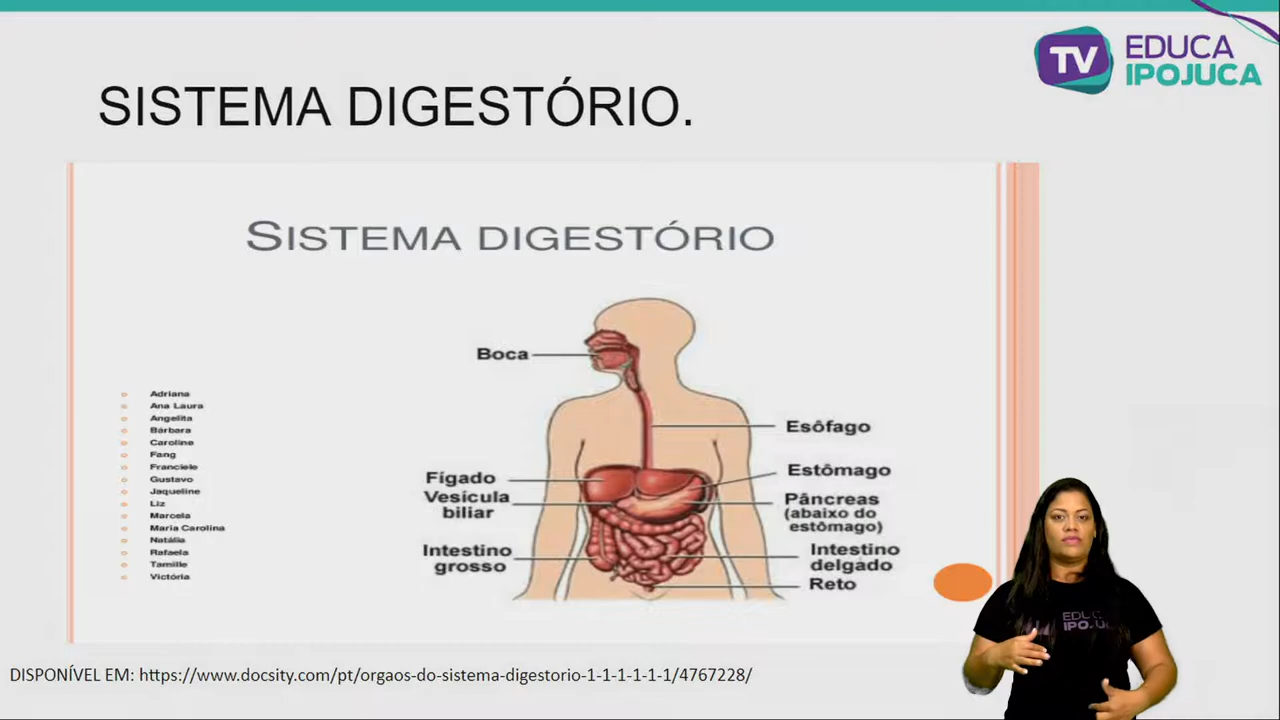 TV EDUCA
IPOJUCA
SISTEMA DIGESTÓRIO.
SISTEMA DIGESTÓRIO
Boca
Esôfago
Fígado
Vesícula
biliar
Intestino
grosso
Estômago
Pâncreas
(abaixo do
estômago)
Intestino
delgado
Reto
Adriana
Ana Laura
Angelita
Bárbara
Caroline
Fang
Franciele
Gustavo
Jaqueline
Liz
Marcela
Maria Carolina
Natália
Rafaela
Tamille
Victória
EDUCA
IPOJUCA
DISPONÍVEL EM: https://www.docsity.com/pt/orgaos-do-sistema-digestorio-1-1-1-1-1-1/4767228/